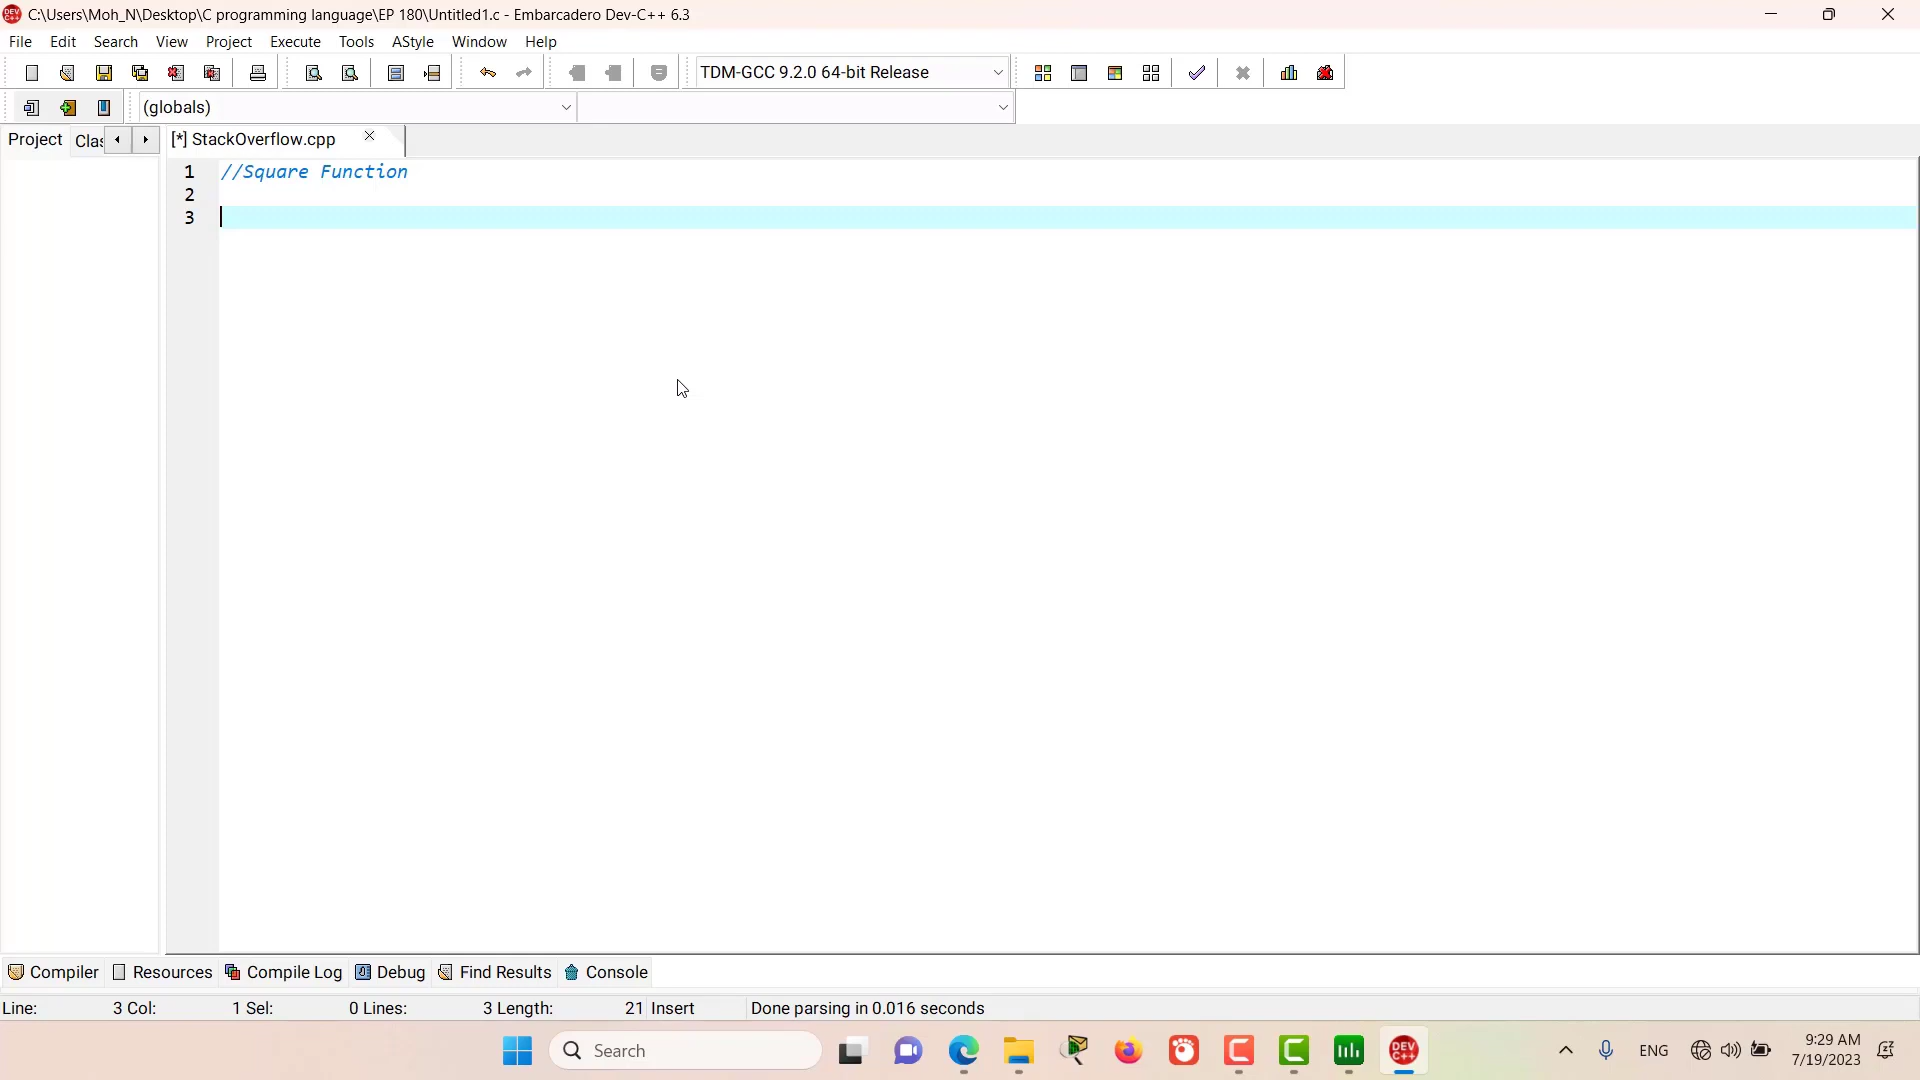 C:\Users\Moh_N\Desktop\C programming language\EP 180\Untitled1.c - Embarcadero Dev-C++ 6.3
File Edit Search View Project Execute Tools AStyle Window Help
TDM-GCC 9.2.0 64-bit Release
(globals)
Project Clas [*] StackOverflow.cpp
1 //Square Function
2
3
Compiler Resources Compile Log Debug Find Results Console
Line: 3 Col: 1 Sel: 0 Lines: 3 Length: 21 Insert Done parsing in 0.016 seconds
Search ENG 9:29 AM
7/19/2023